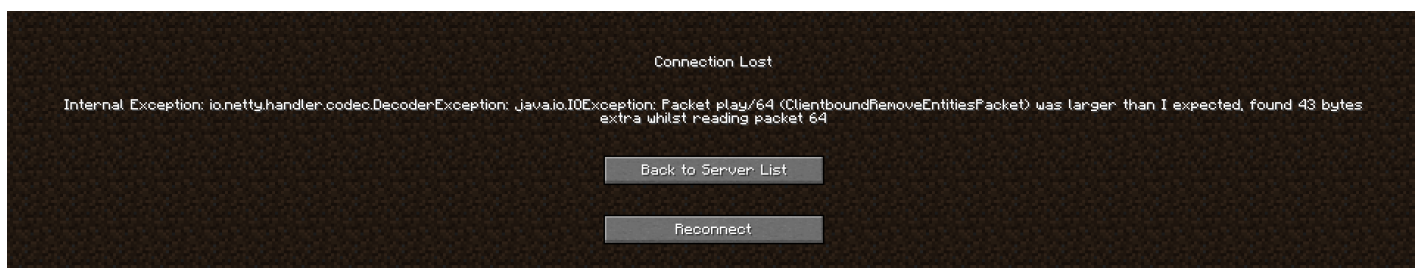 Connection Lost
Internal Exception: io.netty.handler.codec.DecoderException: java.io.IOException: Packet play/64 (ClientboundRemoveEntitiesPacket) was larger than I expected, found 43 bytes
extra whilst reading packet 64
Back to Server List
Reconnect